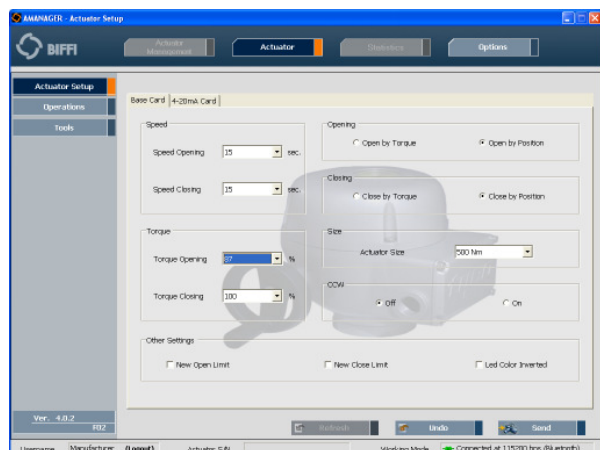 AMANAGER - Actuator Setup
BIFFI
Actuator Management
Actuator
Statistics
Options
Actuator Setup
Operations
Tools
Base Card
4-20mA Card
Speed
Speed Opening 15 sec.
Speed Closing 15 sec.
Opening
Open by Torque Open by Position
Closing
Close by Torque Close by Position
Torque
Torque Opening 87 %
Torque Closing 100 %
Size
Actuator Size 500 Nm
CCW
Off On
Other Settings
New Open Limit New Close Limit Led Color Inverted
Ver. 4.0.2
F02
Refresh Undo Send
Username Manufacturer (Logout) Actuator S/N Working Mode Connected at 115200 bps (Bluetooth)